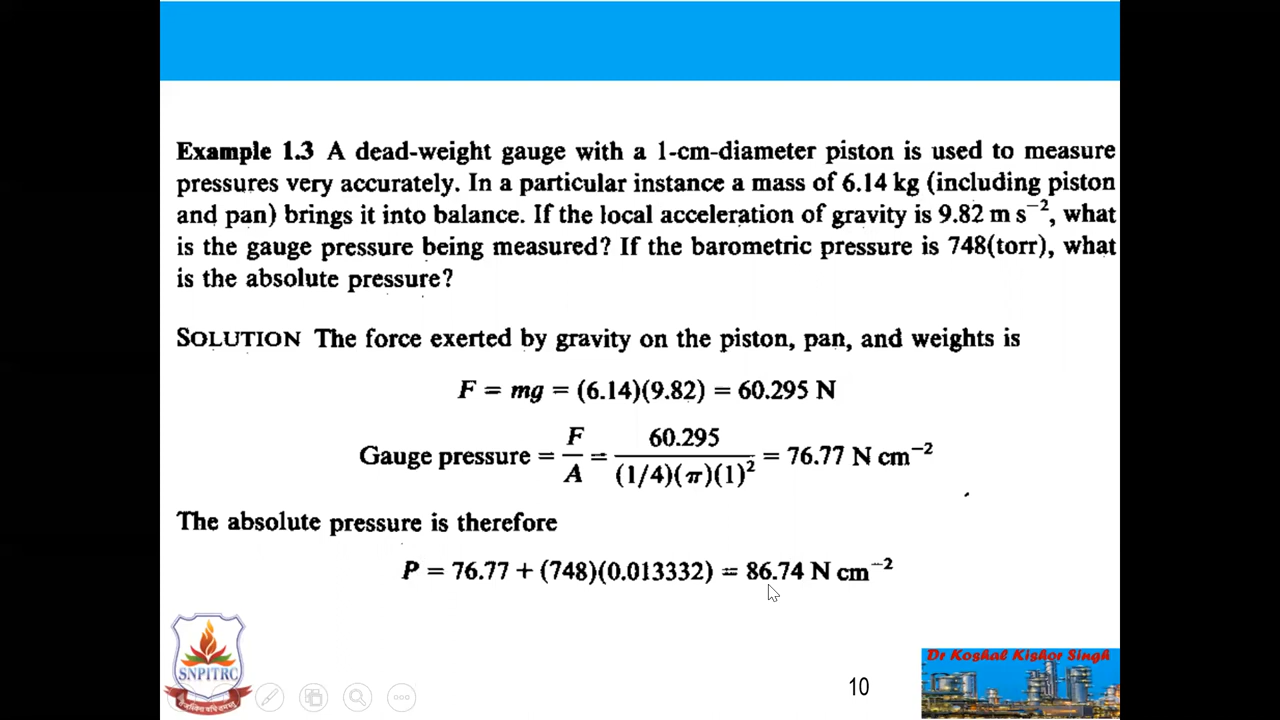 Example 1.3 A dead-weight gauge with a 1-cm-diameter piston is used to measure
pressures very accurately. In a particular instance a mass of 6.14 kg (including piston
and pan) brings it into balance. If the local acceleration of gravity is 9.82 m s⁻², what
is the gauge pressure being measured? If the barometric pressure is 748(torr), what
is the absolute pressure?
SOLUTION The force exerted by gravity on the piston, pan, and weights is
F = mg = (6.14)(9.82) = 60.295 N
Gauge pressure = F/A = 60.295/((1/4)(π)(1)²) = 76.77 N cm⁻²
The absolute pressure is therefore
P = 76.77 + (748)(0.013332) = 86.74 N cm⁻²
SNPITRC
Dr Koshal Kishor Singh
10